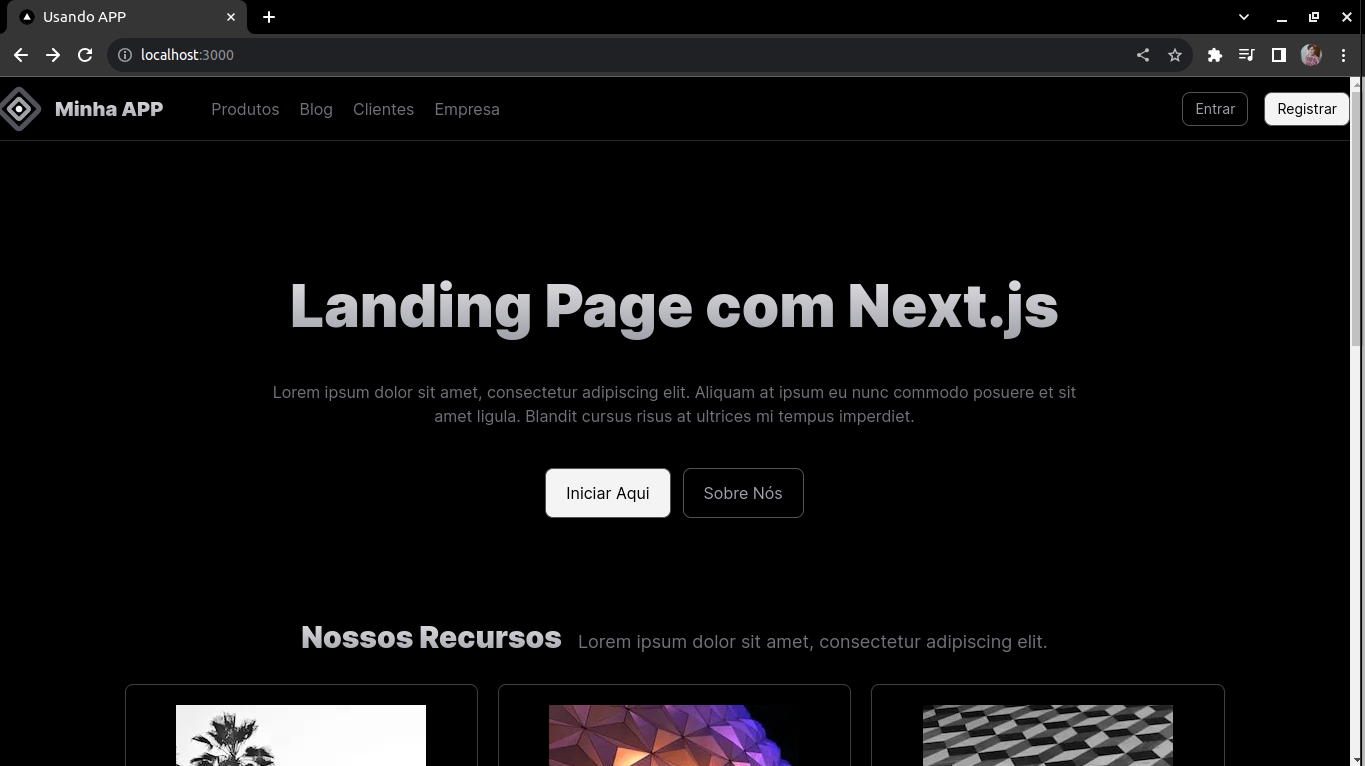 Usando APP
localhost:3000
Minha APP Produtos Blog Clientes Empresa Entrar Registrar
Landing Page com Next.js
Lorem ipsum dolor sit amet, consectetur adipiscing elit. Aliquam at ipsum eu nunc commodo posuere et sit
amet ligula. Blandit cursus risus at ultrices mi tempus imperdiet.
Iniciar Aqui Sobre Nós
Nossos Recursos Lorem ipsum dolor sit amet, consectetur adipiscing elit.